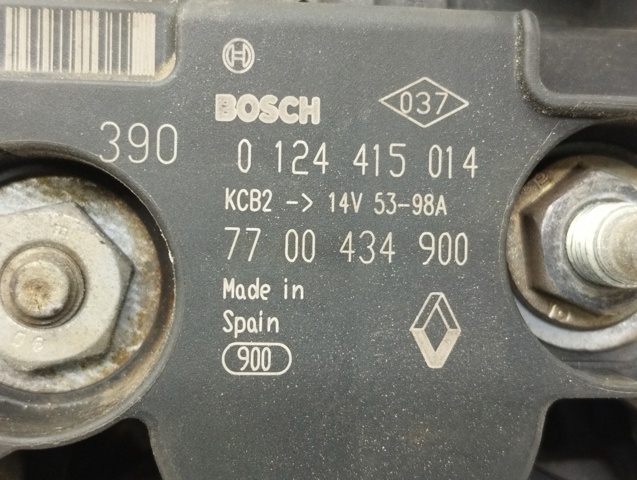 BOSCH
037
390
0 124 415 014
KCB2 -> 14V 53-98A
77 00 434 900
Made in
Spain
900